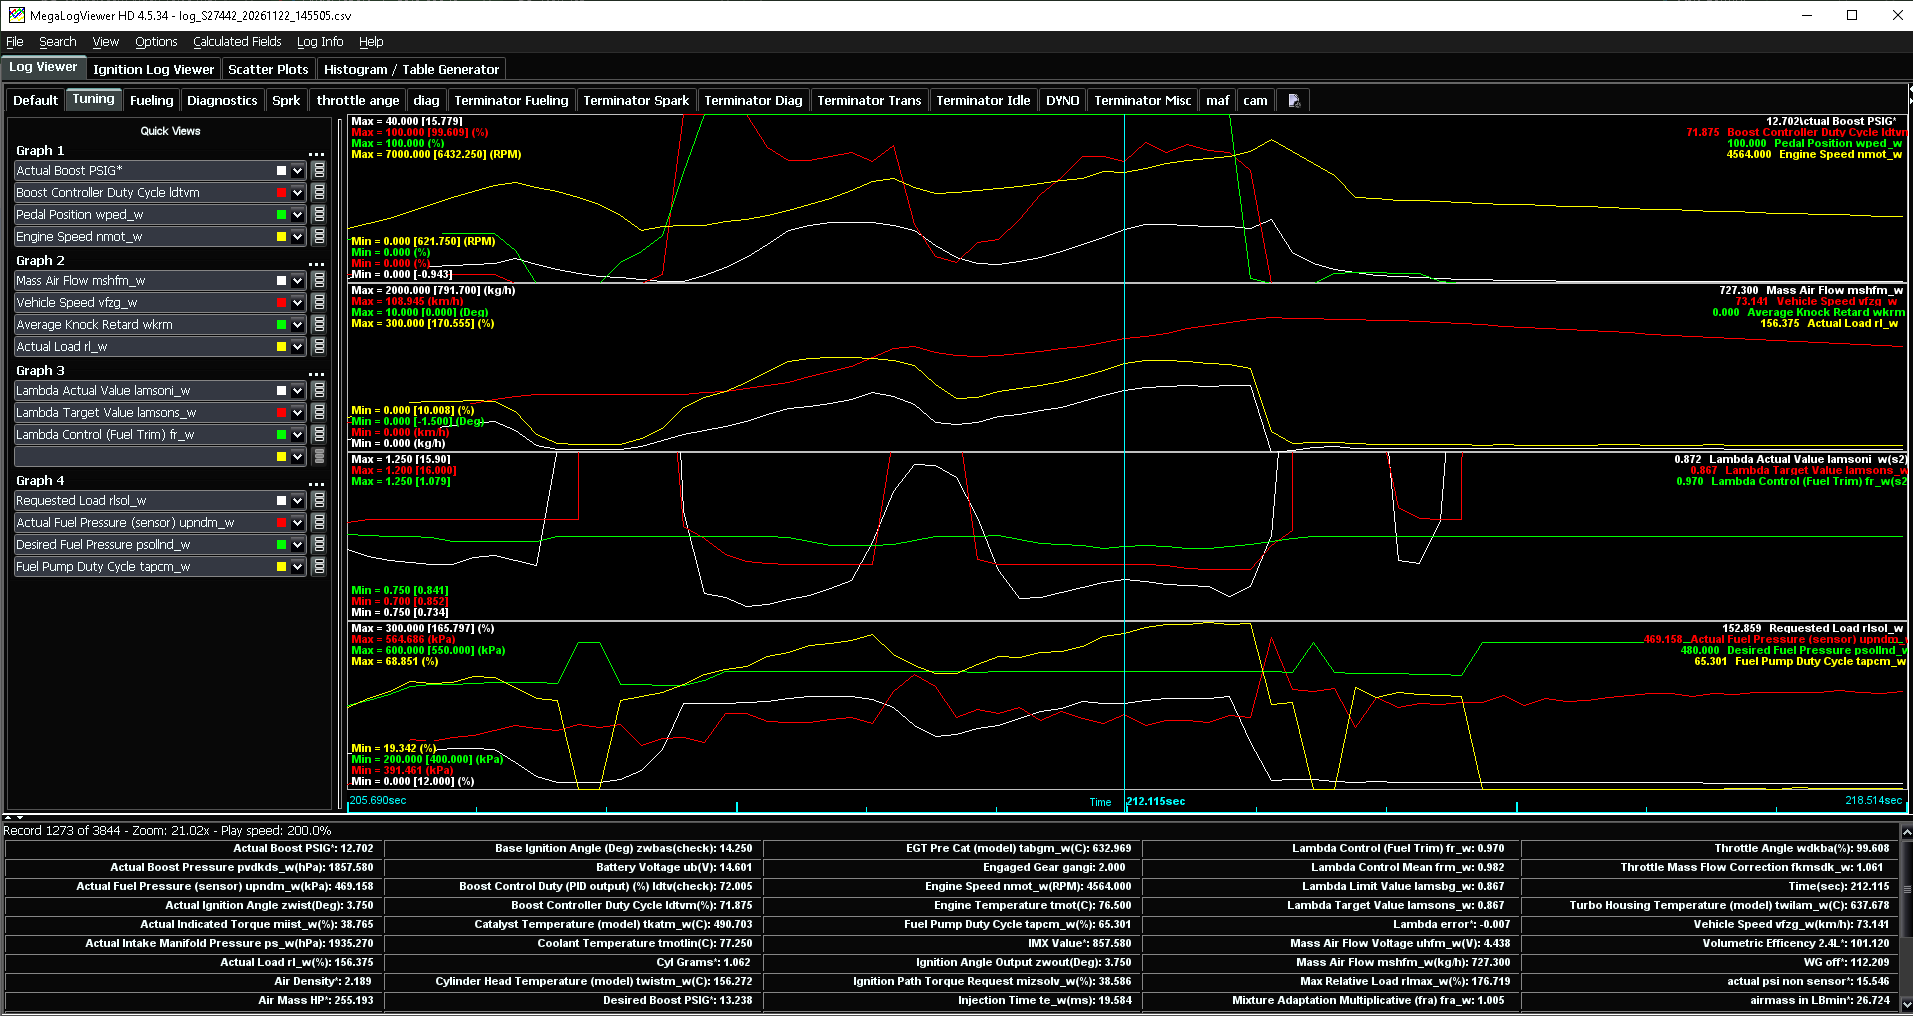 MegaLogViewer HD 4.5.34 - log_S27442_20261122_145505.csv
File Search View Options Calculated Fields Log Info Help
Log Viewer Ignition Log Viewer Scatter Plots Histogram / Table Generator
Default Tuning Fueling Diagnostics Sprk throttle ange diag Terminator Fueling Terminator Spark Terminator Diag Terminator Trans Terminator Idle DYNO Terminator Misc maf cam
Quick Views
Graph 1
Actual Boost PSIG*
Boost Controller Duty Cycle ldtvm
Pedal Position wped_w
Engine Speed nmot_w
Graph 2
Mass Air Flow mshfm_w
Vehicle Speed vfzg_w
Average Knock Retard wkrm
Actual Load rl_w
Graph 3
Lambda Actual Value lamsoni_w
Lambda Target Value lamsons_w
Lambda Control (Fuel Trim) fr_w
Graph 4
Requested Load rlsol_w
Actual Fuel Pressure (sensor) upndm_w
Desired Fuel Pressure psollnd_w
Fuel Pump Duty Cycle tapcm_w
Max = 40.000 [15.779]
Max = 100.000 [99.609] (%)
Max = 100.000 (%)
Max = 7000.000 [6432.250] (RPM)
12.702\ctual Boost PSIG*
71.875 Boost Controller Duty Cycle ldtvm
100.000 Pedal Position wped_w
4564.000 Engine Speed nmot_w
Min = 0.000 [621.750] (RPM)
Min = 0.000 (%)
Min = 0.000 (%)
Min = 0.000 [-0.943]
Max = 2000.000 [791.700] (kg/h)
Max = 108.945 (km/h)
Max = 10.000 [0.000] (Deg)
Max = 300.000 [170.555] (%)
727.300 Mass Air Flow mshfm_w
73.141 Vehicle Speed vfzg_w
0.000 Average Knock Retard wkrm
156.375 Actual Load rl_w
Min = 0.000 [10.008] (%)
Min = 0.000 [-1.500] (Deg)
Min = 0.000 (km/h)
Min = 0.000 (kg/h)
Max = 1.250 [15.90]
Max = 1.200 [16.000]
Max = 1.250 [1.079]
0.872 Lambda Actual Value lamsoni_w(s2)
0.867 Lambda Target Value lamsons_w
0.970 Lambda Control (Fuel Trim) fr_w(s2
Min = 0.750 [0.841]
Min = 0.700 [0.852]
Min = 0.750 [0.734]
Max = 300.000 [165.797] (%)
Max = 564.686 (kPa)
Max = 600.000 [550.000] (kPa)
Max = 68.851 (%)
152.859 Requested Load rlsol_w
469.158 Actual Fuel Pressure (sensor) upndm_w
480.000 Desired Fuel Pressure psollnd_w
65.301 Fuel Pump Duty Cycle tapcm_w
Min = 19.342 (%)
Min = 200.000 [400.000] (kPa)
Min = 391.461 (kPa)
Min = 0.000 [12.000] (%)
205.690sec Time 212.115sec 218.514sec
Record 1273 of 3844 - Zoom: 21.02x - Play speed: 200.0%
Actual Boost PSIG*: 12.702 Base Ignition Angle (Deg) zwbas(check): 14.250 EGT Pre Cat (model) tabgm_w(C): 632.969 Lambda Control (Fuel Trim) fr_w: 0.970 Throttle Angle wdkba(%): 99.608
Actual Boost Pressure pvdkds_w(hPa): 1857.580 Battery Voltage ub(V): 14.601 Engaged Gear gangi: 2.000 Lambda Control Mean frm_w: 0.982 Throttle Mass Flow Correction fkmsdk_w: 1.061
Actual Fuel Pressure (sensor) upndm_w(kPa): 469.158 Boost Control Duty (PID output) (%) ldtv(check): 72.005 Engine Speed nmot_w(RPM): 4564.000 Lambda Limit Value lamsbg_w: 0.867 Time(sec): 212.115
Actual Ignition Angle zwist(Deg): 3.750 Boost Controller Duty Cycle ldtvm(%): 71.875 Engine Temperature tmot(C): 76.500 Lambda Target Value lamsons_w: 0.867 Turbo Housing Temperature (model) twilam_w(C): 637.678
Actual Indicated Torque miist_w(%): 38.765 Catalyst Temperature (model) tkatm_w(C): 490.703 Fuel Pump Duty Cycle tapcm_w(%): 65.301 Lambda error*: -0.007 Vehicle Speed vfzg_w(km/h): 73.141
Actual Intake Manifold Pressure ps_w(hPa): 1935.270 Coolant Temperature tmotlin(C): 77.250 IMX Value*: 857.580 Mass Air Flow Voltage uhfm_w(V): 4.438 Volumetric Efficency 2.4L*: 101.120
Actual Load rl_w(%): 156.375 Cyl Grams*: 1.062 Ignition Angle Output zwout(Deg): 3.750 Mass Air Flow mshfm_w(kg/h): 727.300 WG off*: 112.209
Air Density*: 2.189 Cylinder Head Temperature (model) twistm_w(C): 156.272 Ignition Path Torque Request mizsolv_w(%): 38.586 Max Relative Load rlmax_w(%): 176.719 actual psi non sensor*: 15.546
Air Mass HP*: 255.193 Desired Boost PSIG*: 13.238 Injection Time te_w(ms): 19.584 Mixture Adaptation Multiplicative (fra) fra_w: 1.005 airmass in LBmin*: 26.724